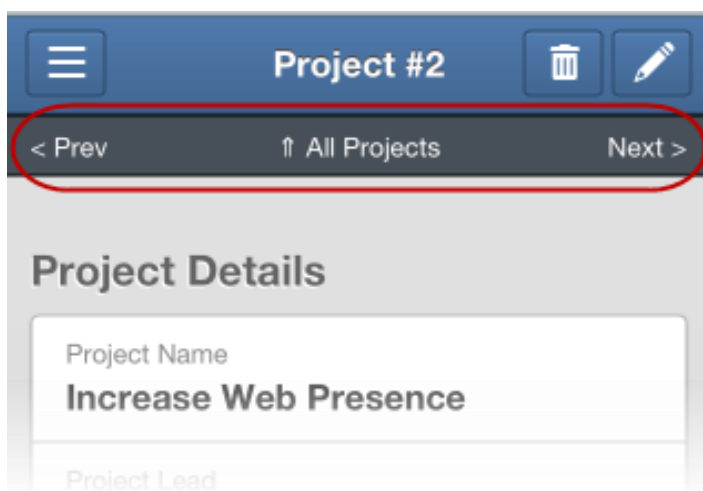 Project #2
< Prev ⇑ All Projects Next >
Project Details
Project Name
Increase Web Presence
Project Lead